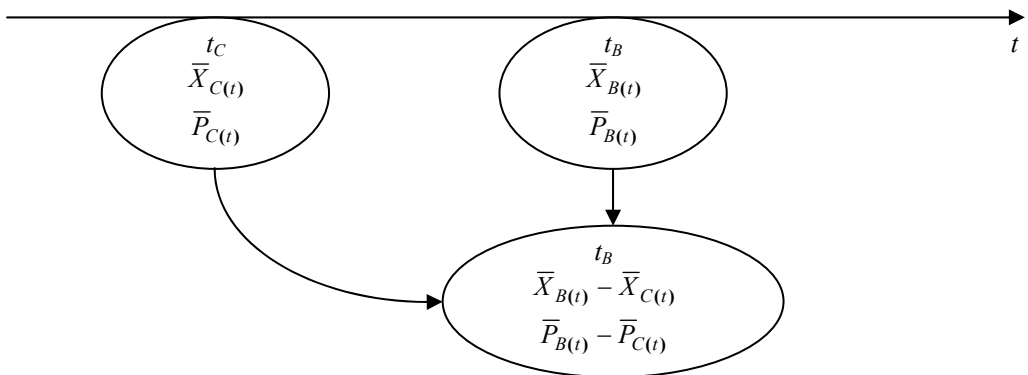 t
t_C
X̅_C(t)
P̅_C(t)
t_B
X̅_B(t)
P̅_B(t)
t_B
X̅_B(t) − X̅_C(t)
P̅_B(t) − P̅_C(t)